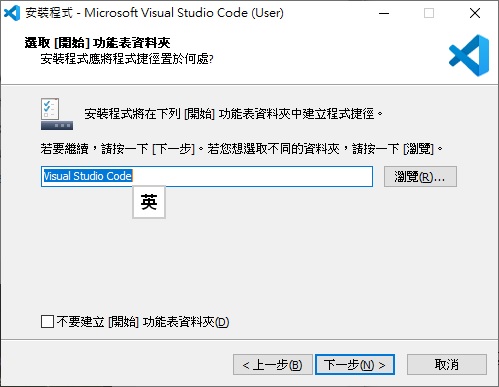 安裝程式 - Microsoft Visual Studio Code (User)
選取 [開始] 功能表資料夾
安裝程式應將程式捷徑置於何處?
安裝程式將在下列 [開始] 功能表資料夾中建立程式捷徑。
若要繼續，請按一下 [下一步]。若您想選取不同的資料夾，請按一下 [瀏覽]。
Visual Studio Code
瀏覽(R)...
英
不要建立 [開始] 功能表資料夾(D)
< 上一步(B)
下一步(N) >
取消